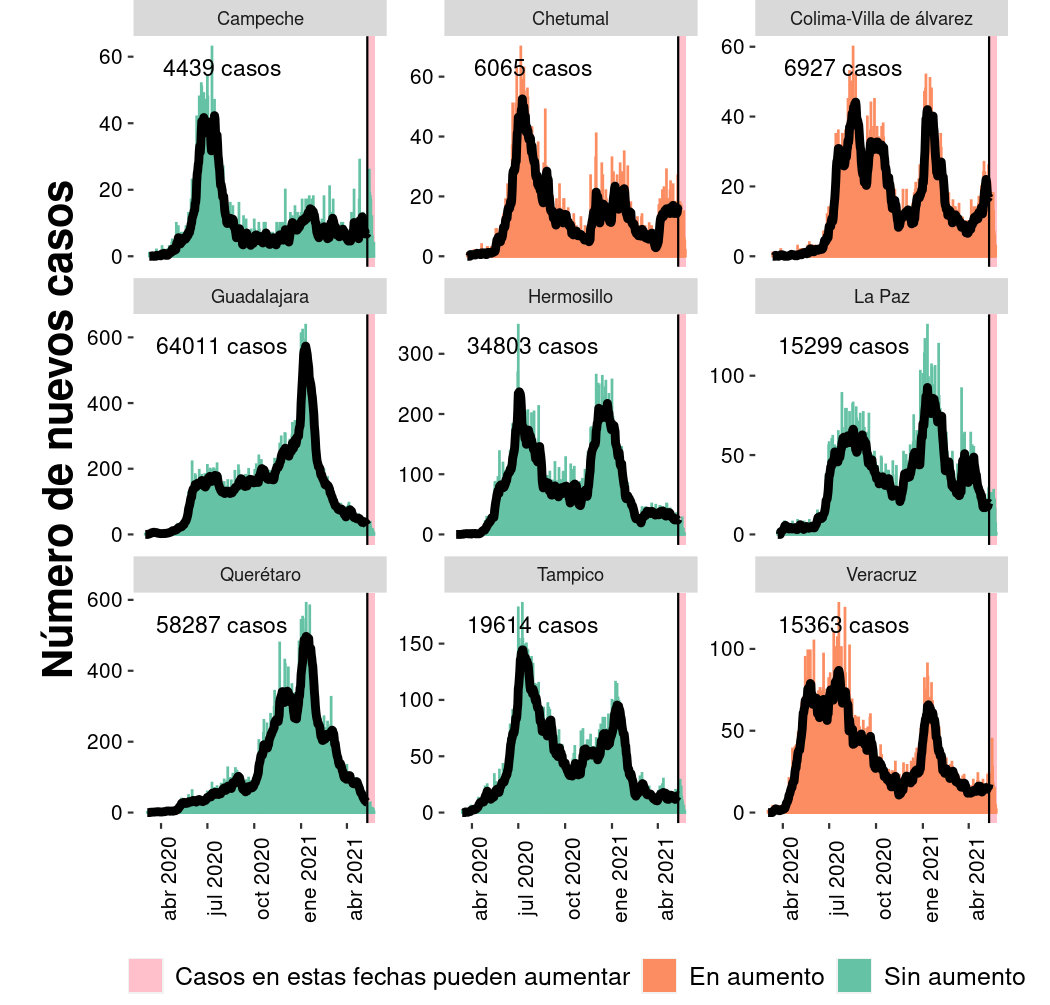 Número de nuevos casos
Campeche
Chetumal
Colima-Villa de álvarez
4439 casos
6065 casos
6927 casos
60
40
20
0
60
40
20
0
60
40
20
0
Guadalajara
Hermosillo
La Paz
64011 casos
34803 casos
15299 casos
600
400
200
0
300
200
100
0
100
50
0
Querétaro
Tampico
Veracruz
58287 casos
19614 casos
15363 casos
600
400
200
0
150
100
50
0
100
50
0
abr 2020
jul 2020
oct 2020
ene 2021
abr 2021
abr 2020
jul 2020
oct 2020
ene 2021
abr 2021
abr 2020
jul 2020
oct 2020
ene 2021
abr 2021
Casos en estas fechas pueden aumentar
En aumento
Sin aumento